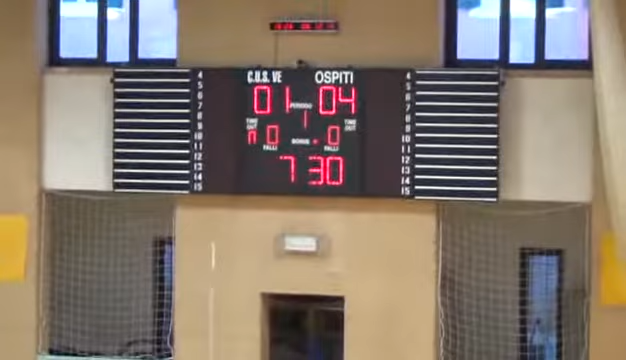 C.U.S. VE OSPITI
01 PERIODO 04
1
TIME OUT TIME OUT
0 BONUS 0
FALLI FALLI
7 30
4 4
5 5
6 6
7 7
8 8
9 9
10 10
11 11
12 12
13 13
14 14
15 15